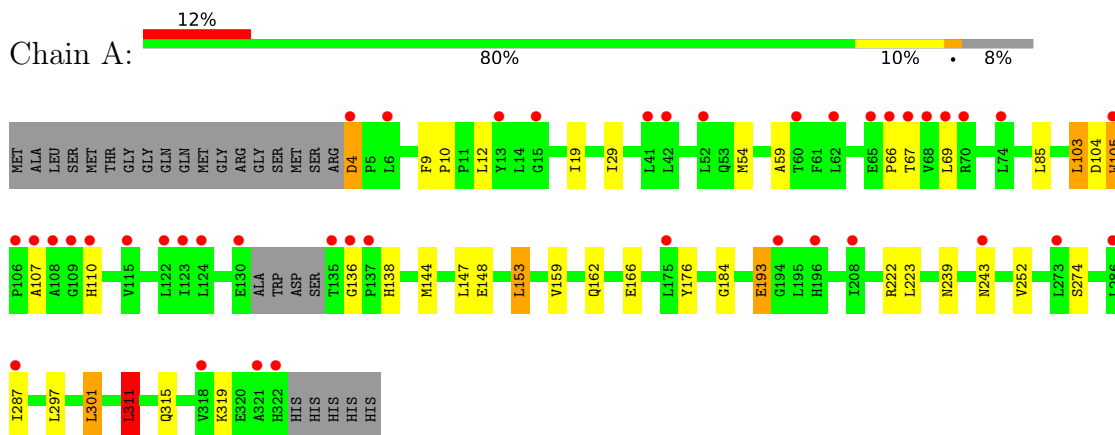 12%
Chain A:
80% 10% • 8%
MET ALA LEU SER MET THR GLY GLY GLN GLN MET GLY ARG GLY SER MET SER ARG D4 P5 L6 F9 P10 P11 L12 Y13 L14 G15 I19 I29 L41 L42 L52 Q53 M54 A59 T60 F61 L62 E65 P66 T67 V68 L69 R70 L74 L85 L103 D104 H105
P106 A107 A108 G109 H110 V115 L122 I123 L124 E130 ALA TRP ASP SER T135 G136 P137 H138 M144 L147 E148 L153 V159 Q162 E166 L175 Y176 G184 E193 G194 L195 H196 I208 R222 L223 N239 N243 V252 L273 S274 L286
I287 L297 L301 L311 Q315 V318 K319 E320 A321 H322 HIS HIS HIS HIS HIS